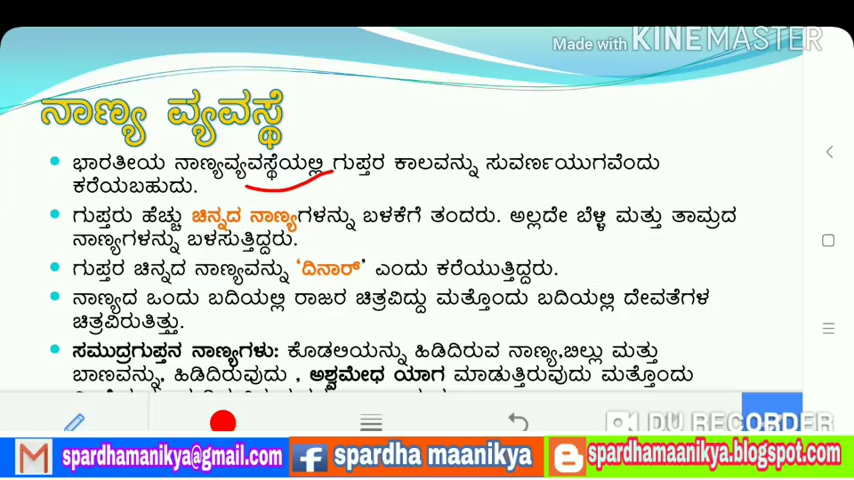 Made with KINEMASTER
ನಾಣ್ಯ ವ್ಯವಸ್ಥೆ
ಭಾರತೀಯ ನಾಣ್ಯವ್ಯವಸ್ಥೆಯಲ್ಲಿ ಗುಪ್ತರ ಕಾಲವನ್ನು ಸುವರ್ಣಯುಗವೆಂದು
ಕರೆಯಬಹುದು.
ಗುಪ್ತರು ಹೆಚ್ಚು ಚಿನ್ನದ ನಾಣ್ಯಗಳನ್ನು ಬಳಕೆಗೆ ತಂದರು. ಅಲ್ಲದೇ ಬೆಳ್ಳಿ ಮತ್ತು ತಾಮ್ರದ
ನಾಣ್ಯಗಳನ್ನು ಬಳಸುತ್ತಿದ್ದರು.
ಗುಪ್ತರ ಚಿನ್ನದ ನಾಣ್ಯವನ್ನು ‘ದಿನಾರ್’ ಎಂದು ಕರೆಯುತ್ತಿದ್ದರು.
ನಾಣ್ಯದ ಒಂದು ಬದಿಯಲ್ಲಿ ರಾಜರ ಚಿತ್ರವಿದ್ದು ಮತ್ತೊಂದು ಬದಿಯಲ್ಲಿ ದೇವತೆಗಳ
ಚಿತ್ರವಿರುತಿತ್ತು.
ಸಮುದ್ರಗುಪ್ತನ ನಾಣ್ಯಗಳು: ಕೊಡಲಿಯನ್ನು ಹಿಡಿದಿರುವ ನಾಣ್ಯ,ಬಿಲ್ಲು ಮತ್ತು
ಬಾಣವನ್ನು, ಹಿಡಿದಿರುವುದು , ಅಶ್ವಮೇಧ ಯಾಗ ಮಾಡುತ್ತಿರುವುದು ಮತ್ತೊಂದು
DU RECORDER
spardhamanikya@gmail.com spardha maanikya spardhamaanikya.blogspot.com